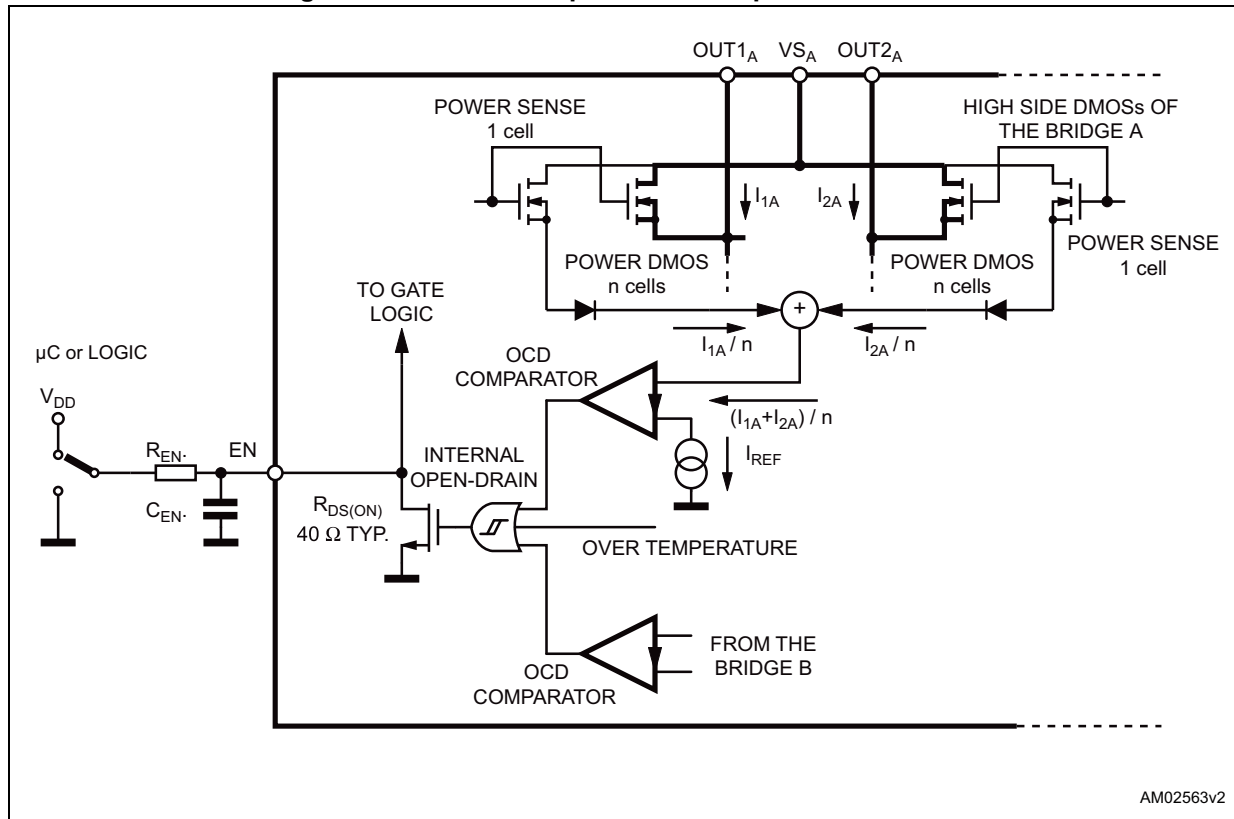 OUT1A VSA OUT2A
POWER SENSE
1 cell
HIGH SIDE DMOSs OF
THE BRIDGE A
I1A
I2A
POWER SENSE
1 cell
POWER DMOS
n cells
POWER DMOS
n cells
TO GATE
LOGIC
+
I1A / n
I2A / n
µC or LOGIC
OCD
COMPARATOR
VDD
(I1A+I2A) / n
REN.
EN
INTERNAL
OPEN-DRAIN
IREF
CEN.
RDS(ON)
40 Ω TYP.
OVER TEMPERATURE
FROM THE
BRIDGE B
OCD
COMPARATOR
AM02563v2